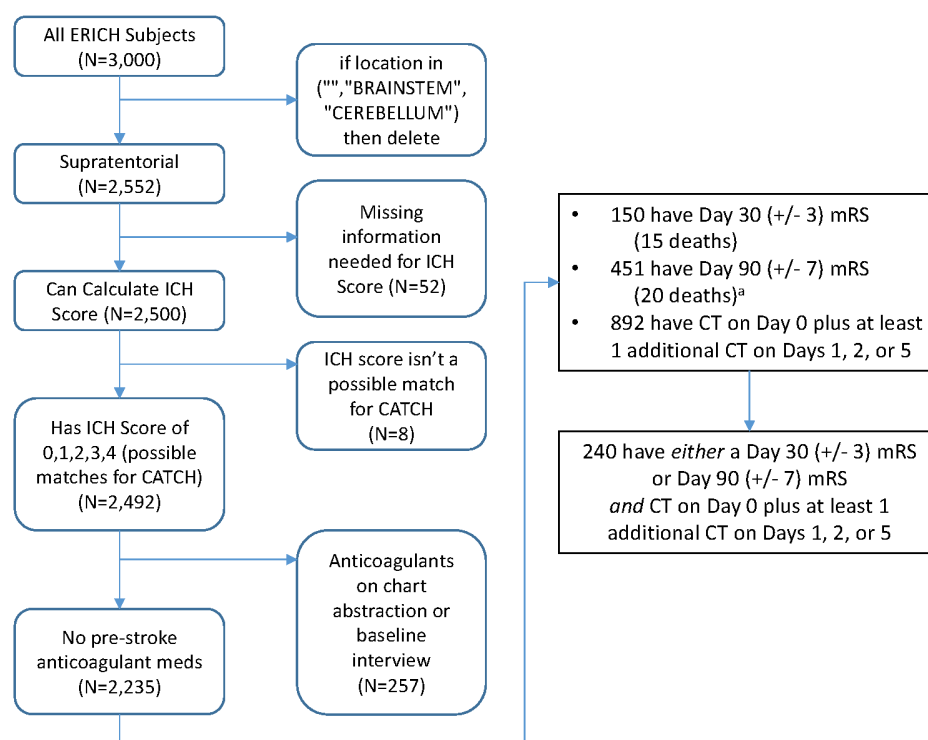 All ERICH Subjects
(N=3,000)
if location in
("","BRAINSTEM",
"CEREBELLUM")
then delete
Supratentorial
(N=2,552)
Missing
information
needed for ICH
Score (N=52)
Can Calculate ICH
Score (N=2,500)
ICH score isn't a
possible match
for CATCH
(N=8)
Has ICH Score of
0,1,2,3,4 (possible
matches for CATCH)
(N=2,492)
Anticoagulants
on chart
abstraction or
baseline
interview
(N=257)
No pre-stroke
anticoagulant meds
(N=2,235)
• 150 have Day 30 (+/- 3) mRS
(15 deaths)
• 451 have Day 90 (+/- 7) mRS
(20 deaths)ª
• 892 have CT on Day 0 plus at least
1 additional CT on Days 1, 2, or 5
240 have either a Day 30 (+/- 3) mRS
or Day 90 (+/- 7) mRS
and CT on Day 0 plus at least 1
additional CT on Days 1, 2, or 5